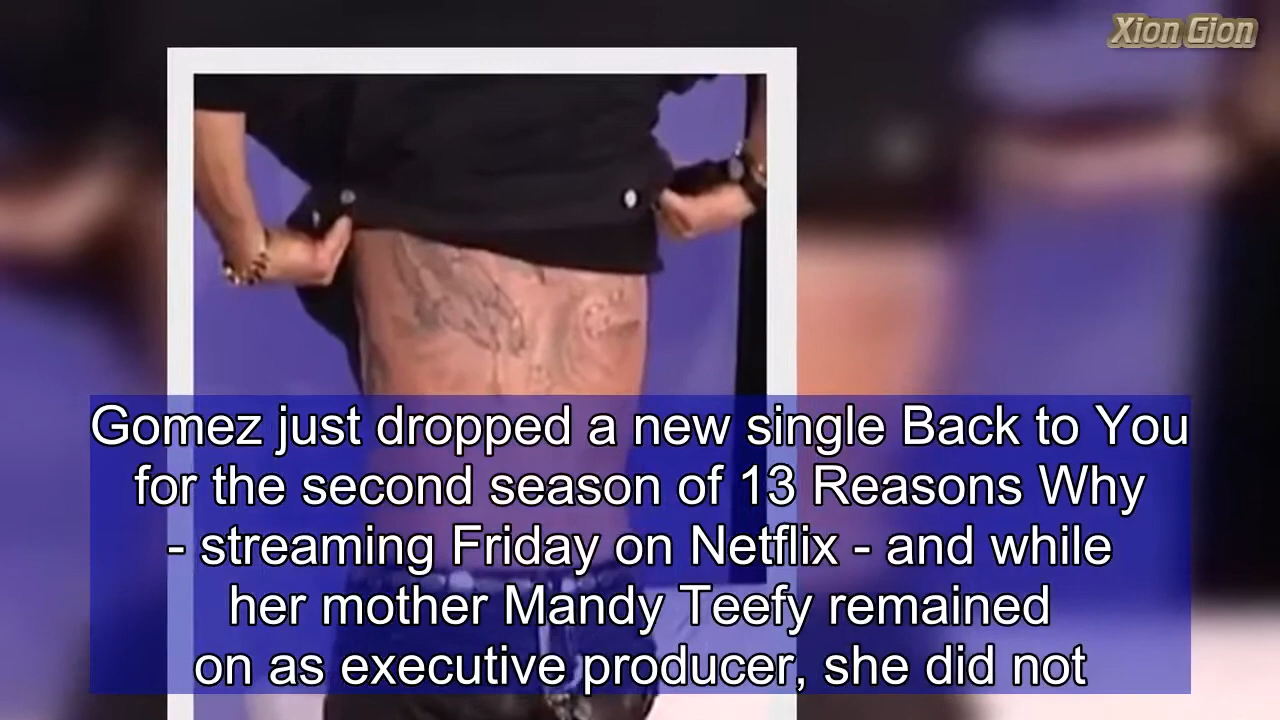 Xion Gion
Gomez just dropped a new single Back to You
for the second season of 13 Reasons Why
- streaming Friday on Netflix - and while
her mother Mandy Teefy remained
on as executive producer, she did not